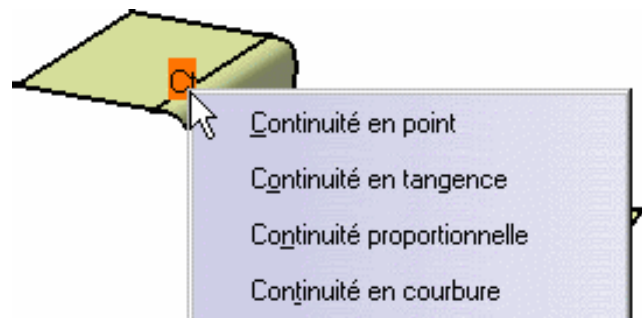 Ct
Continuité en point
Continuité en tangence
Continuité proportionnelle
Continuité en courbure